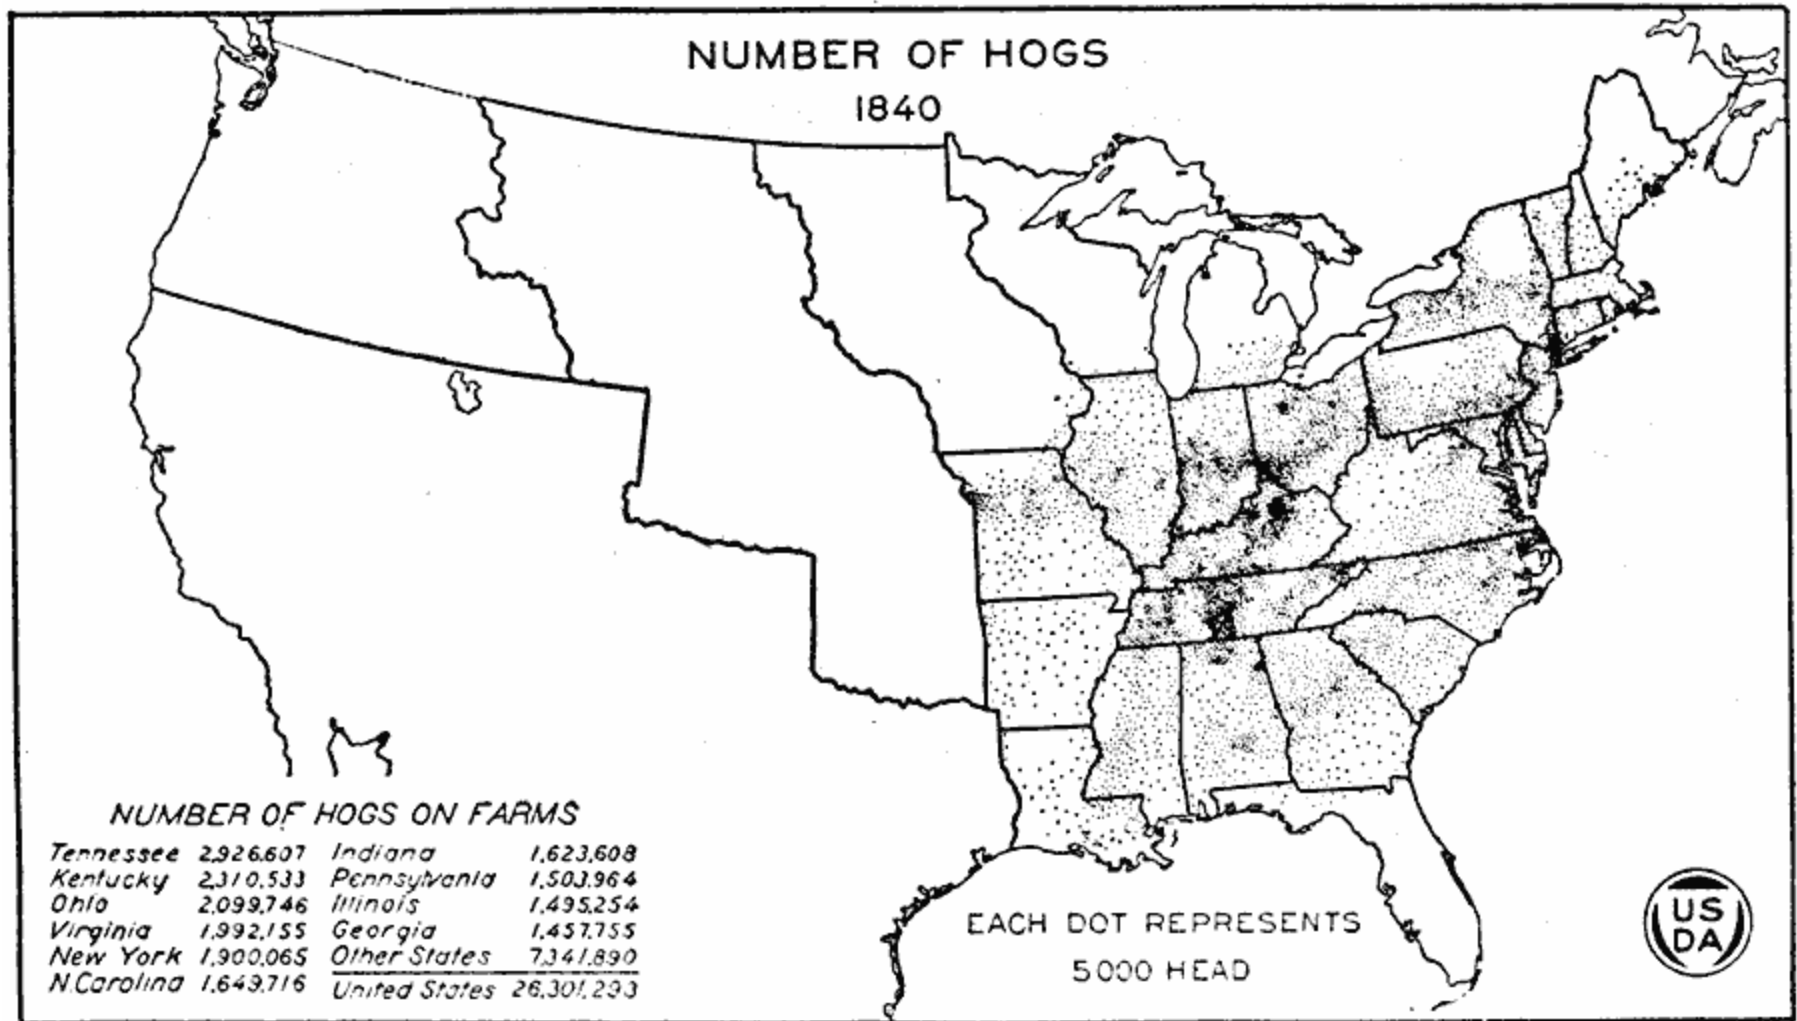 NUMBER OF HOGS
1840
NUMBER OF HOGS ON FARMS
Tennessee 2,926,607 Indiana 1,623,608
Kentucky 2,310,533 Pennsylvania 1,503,964
Ohio 2,099,746 Illinois 1,495,254
Virginia 1,992,155 Georgia 1,457,755
New York 1,900,065 Other States 7,341,890
N.Carolina 1,649,716 United States 26,301,293
EACH DOT REPRESENTS
5000 HEAD
US
DA